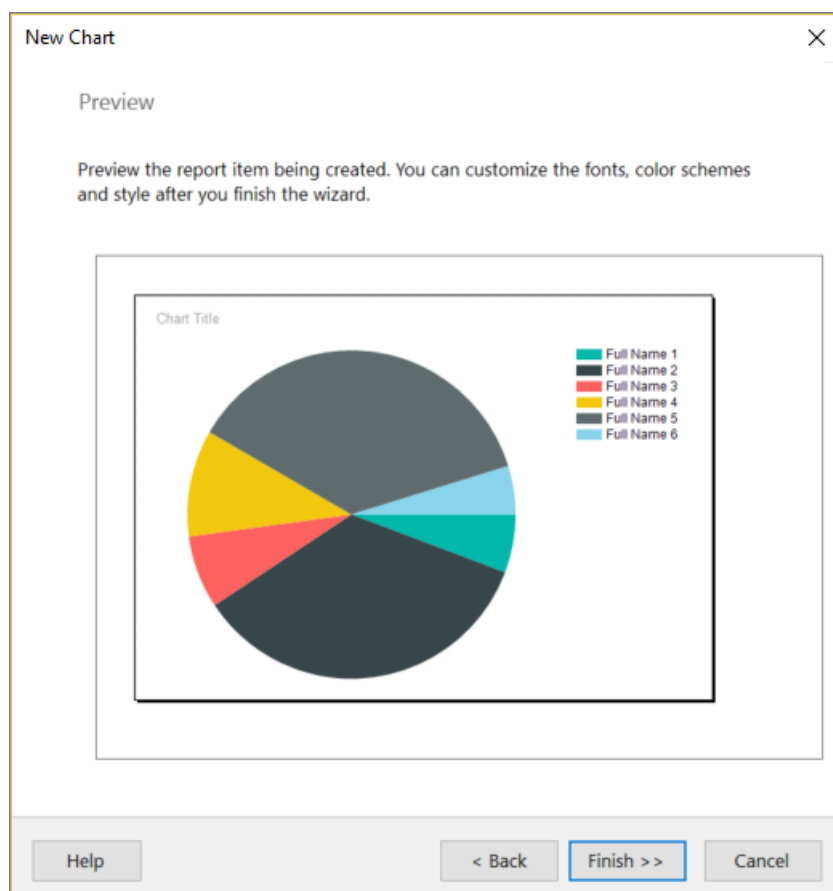 New Chart
Preview
Preview the report item being created. You can customize the fonts, color schemes
and style after you finish the wizard.
Chart Title
Full Name 1
Full Name 2
Full Name 3
Full Name 4
Full Name 5
Full Name 6
Help
< Back
Finish >>
Cancel